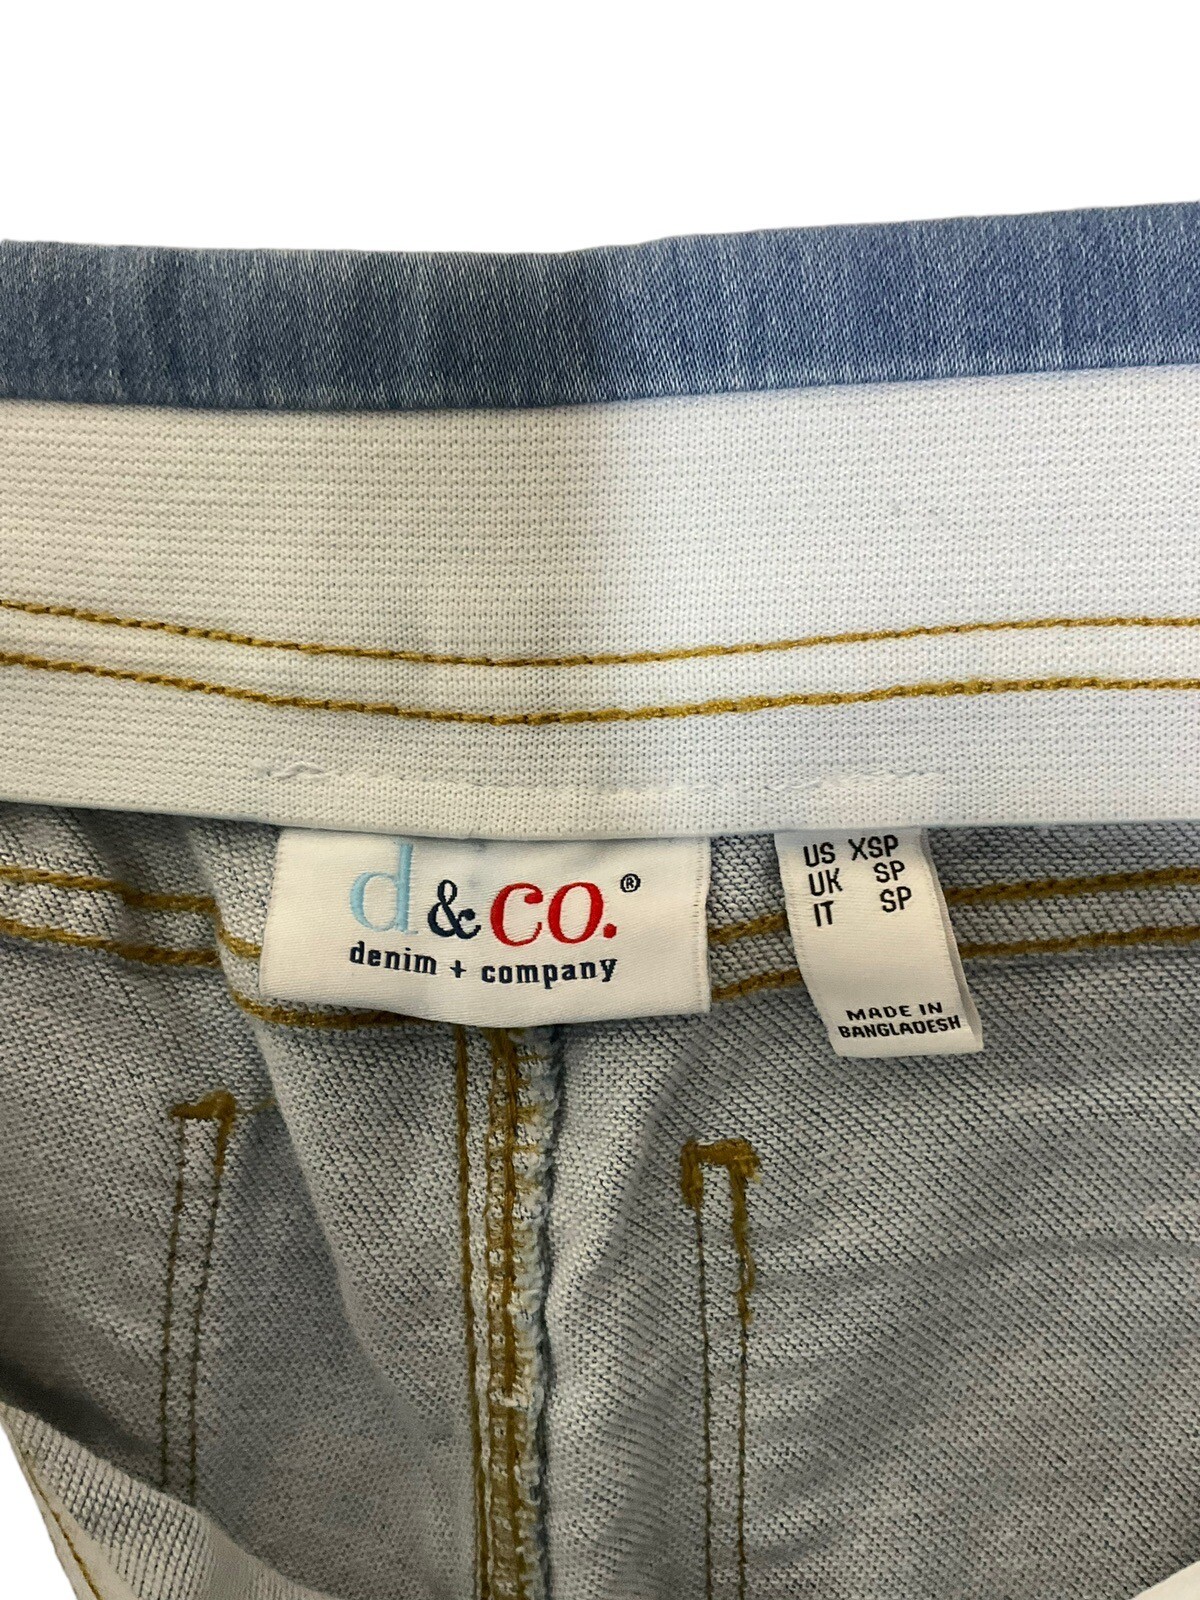 d & co.®
denim + company
US XSP
UK SP
IT SP
MADE IN
BANGLADESH